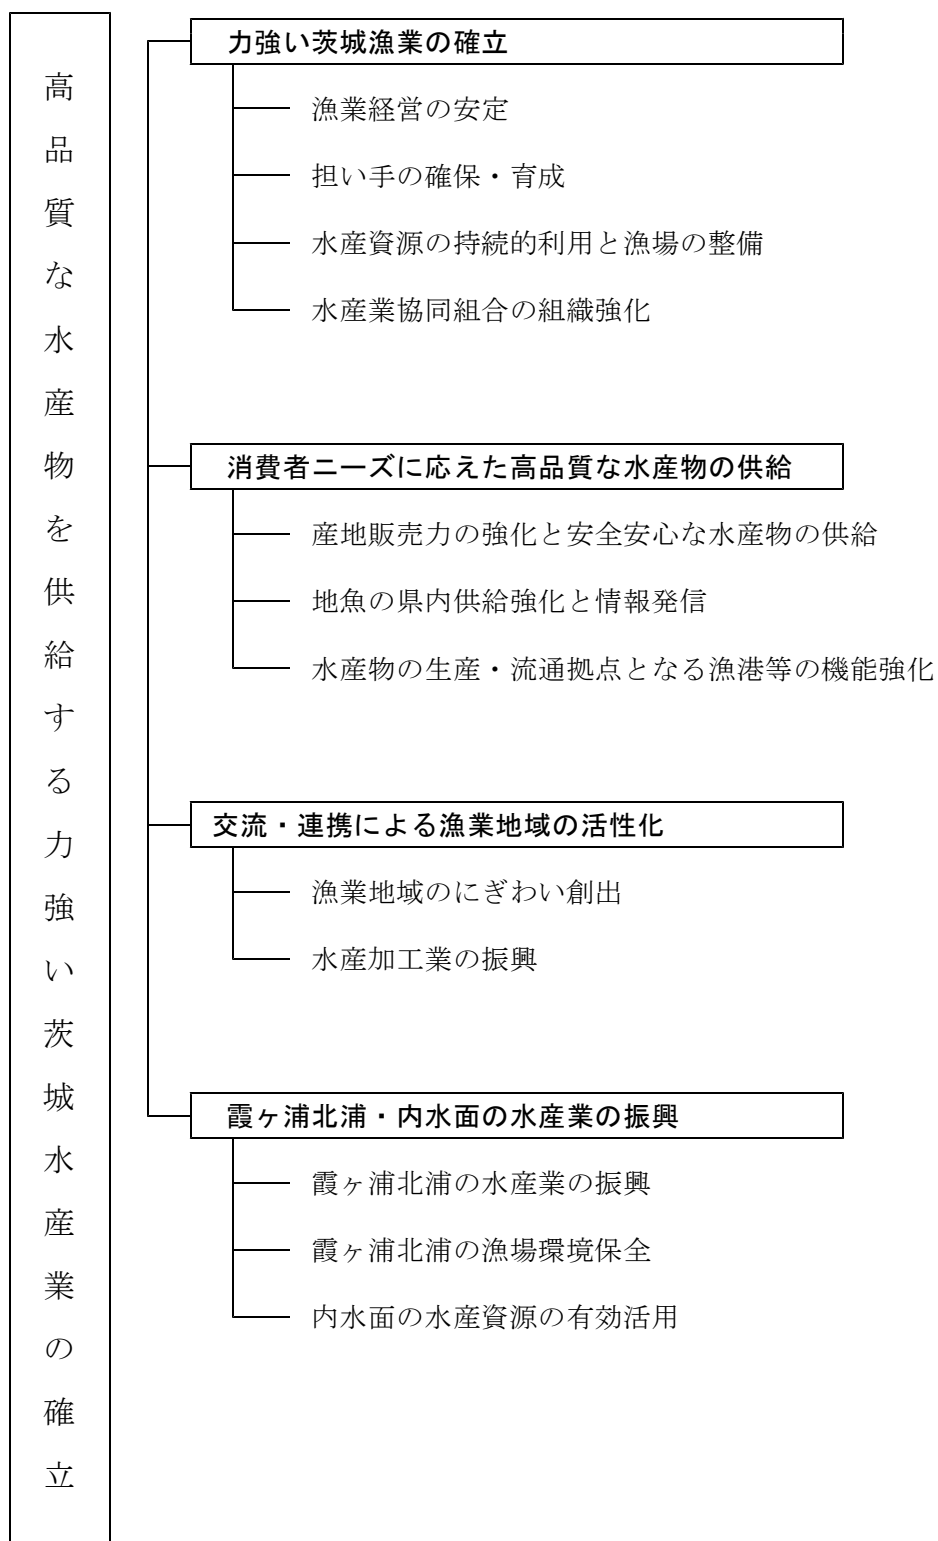 高品質な水産物を供給する力強い茨城水産業の確立
力強い茨城漁業の確立
漁業経営の安定
担い手の確保・育成
水産資源の持続的利用と漁場の整備
水産業協同組合の組織強化
消費者ニーズに応えた高品質な水産物の供給
産地販売力の強化と安全安心な水産物の供給
地魚の県内供給強化と情報発信
水産物の生産・流通拠点となる漁港等の機能強化
交流・連携による漁業地域の活性化
漁業地域のにぎわい創出
水産加工業の振興
霞ヶ浦北浦・内水面の水産業の振興
霞ヶ浦北浦の水産業の振興
霞ヶ浦北浦の漁場環境保全
内水面の水産資源の有効活用